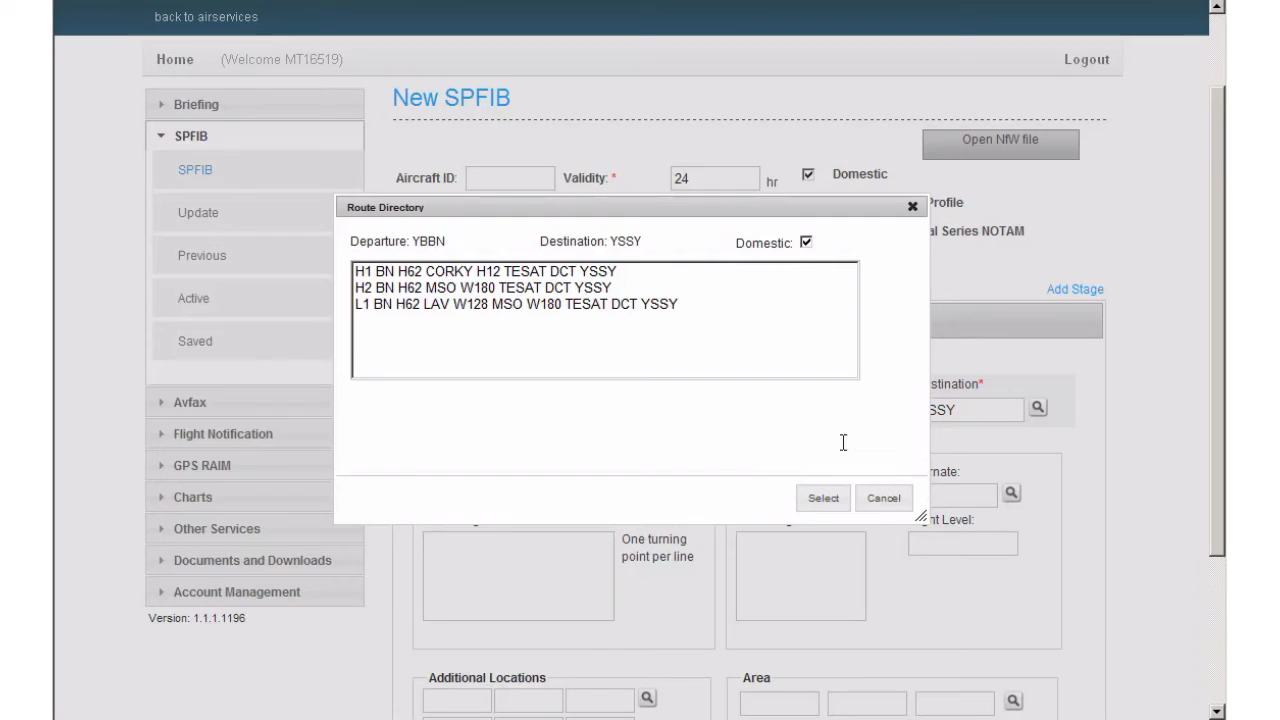 back to airservices
Home (Welcome MT16519) Logout
Briefing
SPFIB
SPFIB
Update
Previous
Active
Saved
Avfax
Flight Notification
GPS RAIM
Charts
Other Services
Documents and Downloads
Account Management
Version: 1.1.1.1196
New SPFIB
Open NfW file
Aircraft ID: Validity: * 24 hr Domestic
Profile
al Series NOTAM
Add Stage
Route Directory
Departure: YBBN Destination: YSSY Domestic:
H1 BN H62 CORKY H12 TESAT DCT YSSY
H2 BN H62 MSO W180 TESAT DCT YSSY
L1 BN H62 LAV W128 MSO W180 TESAT DCT YSSY
Select Cancel
stination*
SSY
rnate:
ht Level:
One turning
point per line
Additional Locations
Area